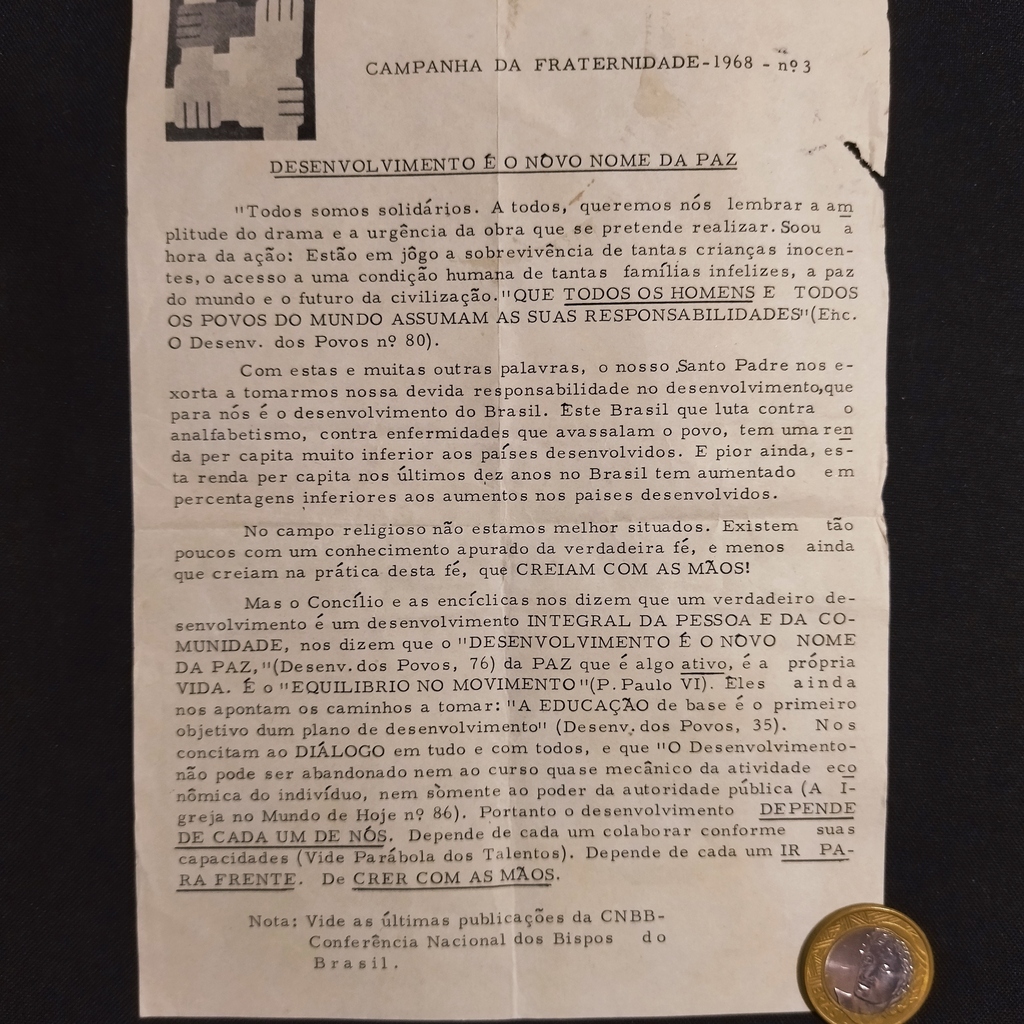 CAMPANHA DA FRATERNIDADE-1968 - nº 3
DESENVOLVIMENTO É O NOVO NOME DA PAZ
"Todos somos solidários. A todos, queremos nós lembrar a am
plitude do drama e a urgência da obra que se pretende realizar. Soou a
hora da ação: Estão em jôgo a sobrevivência de tantas crianças inocen-
tes, o acesso a uma condição humana de tantas famílias infelizes, a paz
do mundo e o futuro da civilização."QUE TODOS OS HOMENS E TODOS
OS POVOS DO MUNDO ASSUMAM AS SUAS RESPONSABILIDADES"(Enc.
O Desenv. dos Povos nº 80).
Com estas e muitas outras palavras, o nosso Santo Padre nos e-
xorta a tomarmos nossa devida responsabilidade no desenvolvimento,que
para nós é o desenvolvimento do Brasil. Êste Brasil que luta contra o
analfabetismo, contra enfermidades que avassalam o povo, tem uma ren
da per capita muito inferior aos países desenvolvidos. E pior ainda, es-
ta renda per capita nos últimos dez anos no Brasil tem aumentado em
percentagens inferiores aos aumentos nos paises desenvolvidos.
No campo religioso não estamos melhor situados. Existem tão
poucos com um conhecimento apurado da verdadeira fé, e menos ainda
que creiam na prática desta fé, que CREIAM COM AS MÃOS!
Mas o Concílio e as encíclicas nos dizem que um verdadeiro de-
senvolvimento é um desenvolvimento INTEGRAL DA PESSOA E DA CO-
MUNIDADE, nos dizem que o "DESENVOLVIMENTO É O NOVO NOME
DA PAZ,"(Desenv. dos Povos, 76) da PAZ que é algo ativo, é a própria
VIDA. É o "EQUILIBRIO NO MOVIMENTO"(P. Paulo VI). Êles ainda
nos apontam os caminhos a tomar: "A EDUCAÇÃO de base é o primeiro
objetivo dum plano de desenvolvimento" (Desenv. dos Povos, 35). Nos
concitam ao DIÁLOGO em tudo e com todos, e que "O Desenvolvimento-
não pode ser abandonado nem ao curso quase mecânico da atividade eco
nômica do indivíduo, nem sòmente ao poder da autoridade pública (A I-
greja no Mundo de Hoje nº 86). Portanto o desenvolvimento DEPENDE
DE CADA UM DE NÓS. Depende de cada um colaborar conforme suas
capacidades (Vide Parábola dos Talentos). Depende de cada um IR PA-
RA FRENTE. De CRER COM AS MÃOS.
Nota: Vide as últimas publicações da CNBB-
Conferência Nacional dos Bispos do
Brasil.